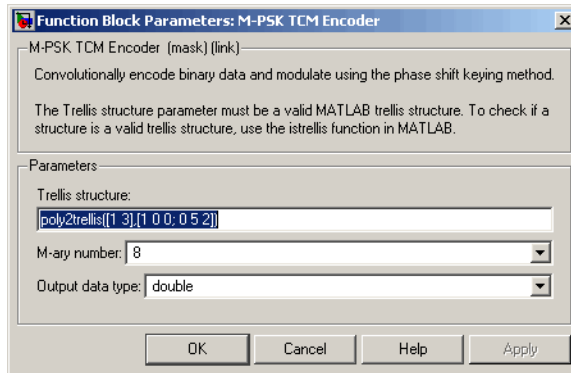 Function Block Parameters: M-PSK TCM Encoder
M-PSK TCM Encoder (mask) (link)
Convolutionally encode binary data and modulate using the phase shift keying method.
The Trellis structure parameter must be a valid MATLAB trellis structure. To check if a
structure is a valid trellis structure, use the istrellis function in MATLAB.
Parameters
Trellis structure:
poly2trellis([1 3],[1 0 0; 0 5 2])
M-ary number: 8
Output data type: double
OK Cancel Help Apply